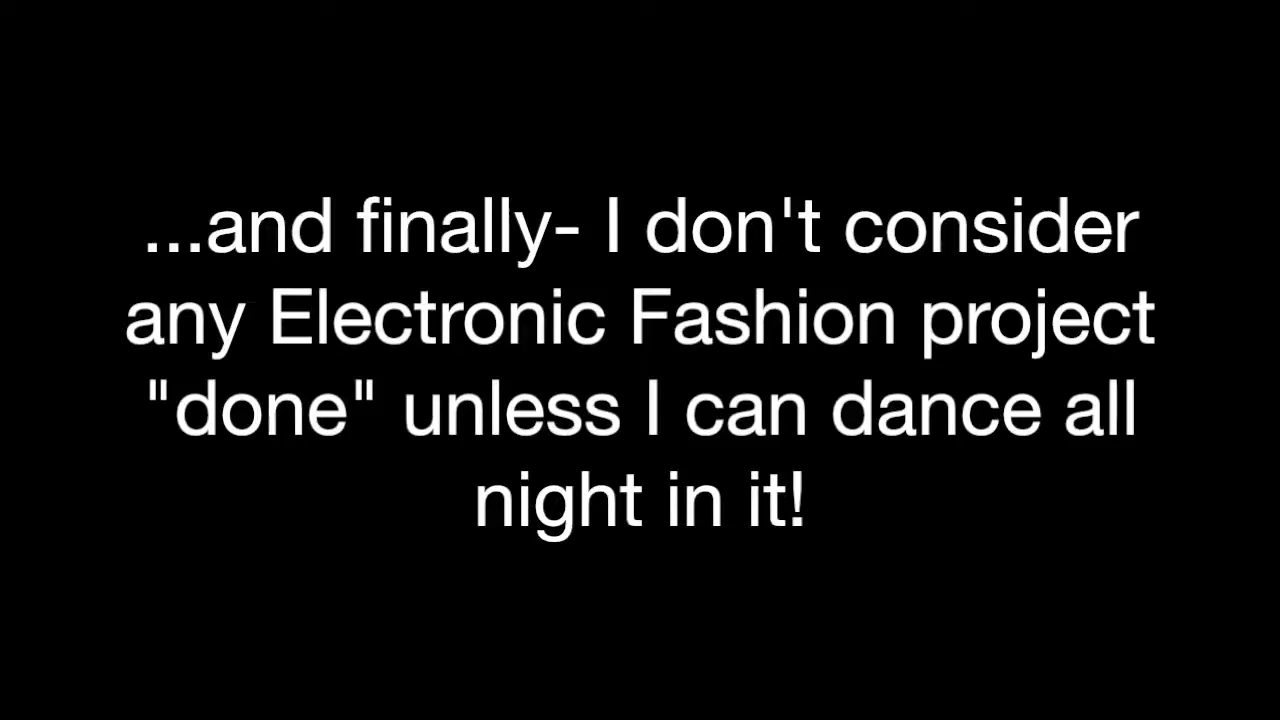 ...and finally- I don't consider
any Electronic Fashion project
"done" unless I can dance all
night in it!